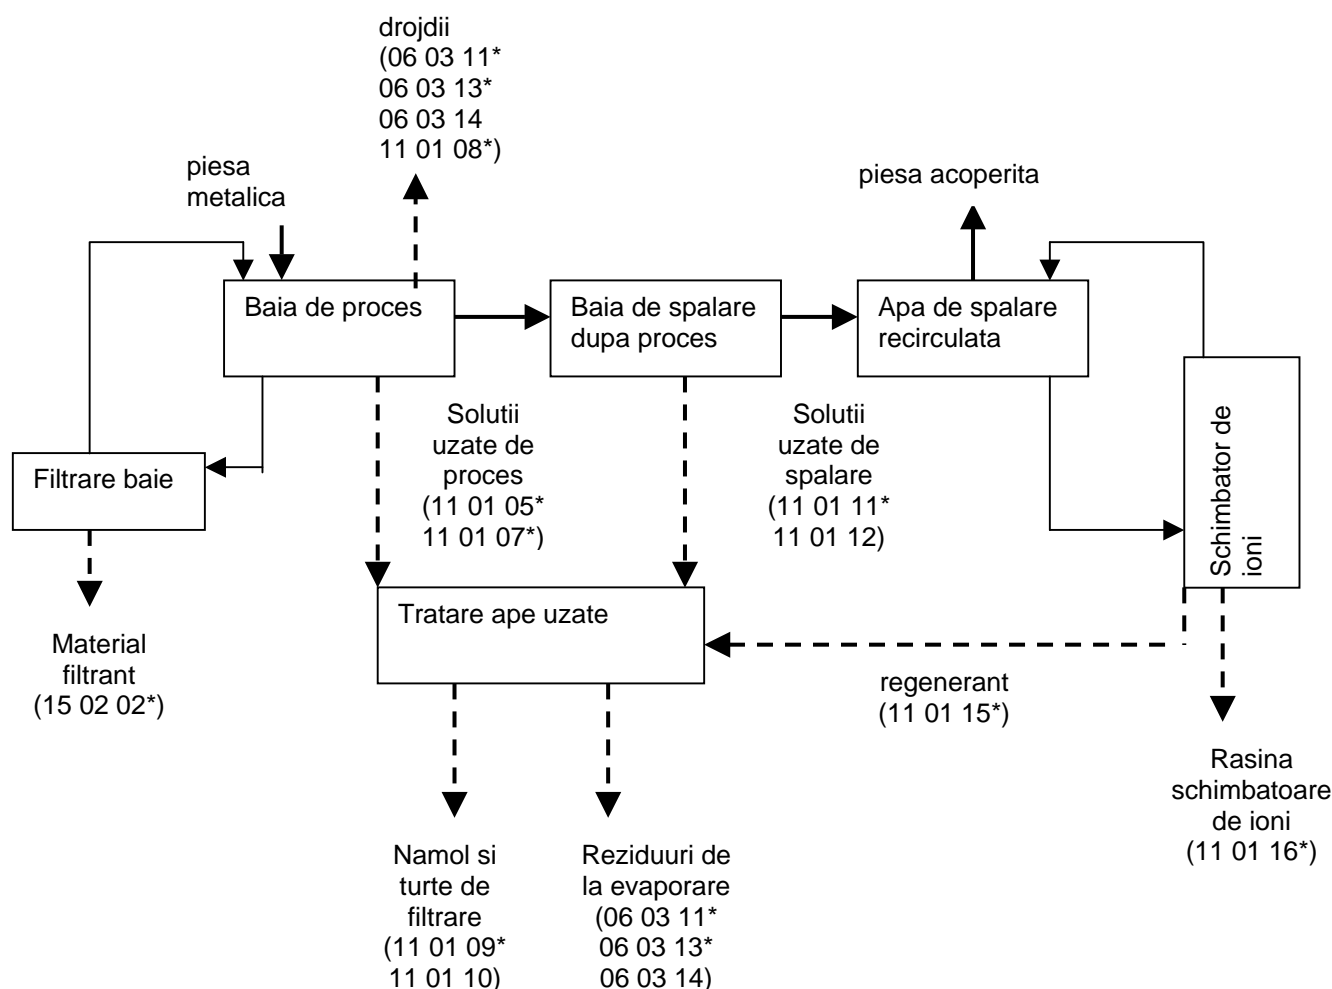 drojdii
(06 03 11*
06 03 13*
06 03 14
11 01 08*)
piesa
metalica
piesa acoperita
Baia de proces
Baia de spalare
dupa proces
Apa de spalare
recirculata
Filtrare baie
Solutii
uzate de
proces
(11 01 05*
11 01 07*)
Solutii
uzate de
spalare
(11 01 11*
11 01 12)
Schimbator de
ioni
Tratare ape uzate
Material
filtrant
(15 02 02*)
regenerant
(11 01 15*)
Rasina
schimbatoare
de ioni
(11 01 16*)
Namol si
turte de
filtrare
(11 01 09*
11 01 10)
Reziduuri de
la evaporare
(06 03 11*
06 03 13*
06 03 14)